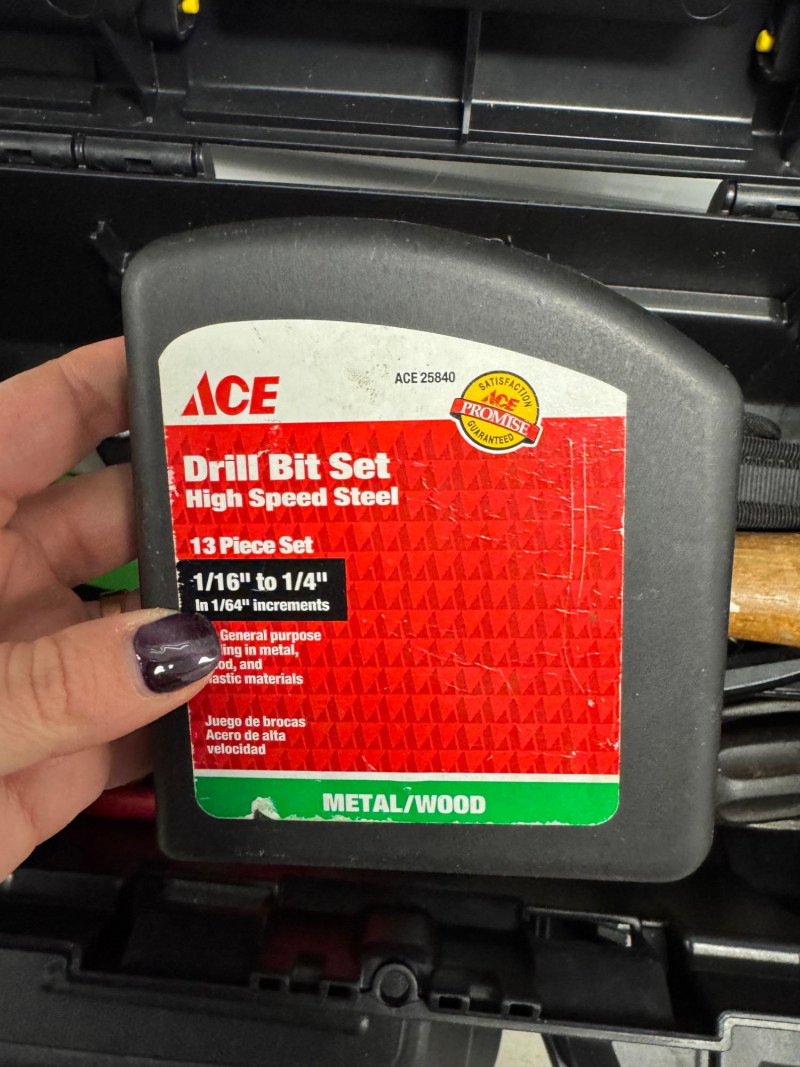 ACE
ACE 25840
SATISFACTION
ACE
PROMISE
GUARANTEED
Drill Bit Set
High Speed Steel
13 Piece Set
1/16" to 1/4"
In 1/64" increments
General purpose
in metal,
and
materials
Juego de brocas
Acero de alta
velocidad
METAL/WOOD